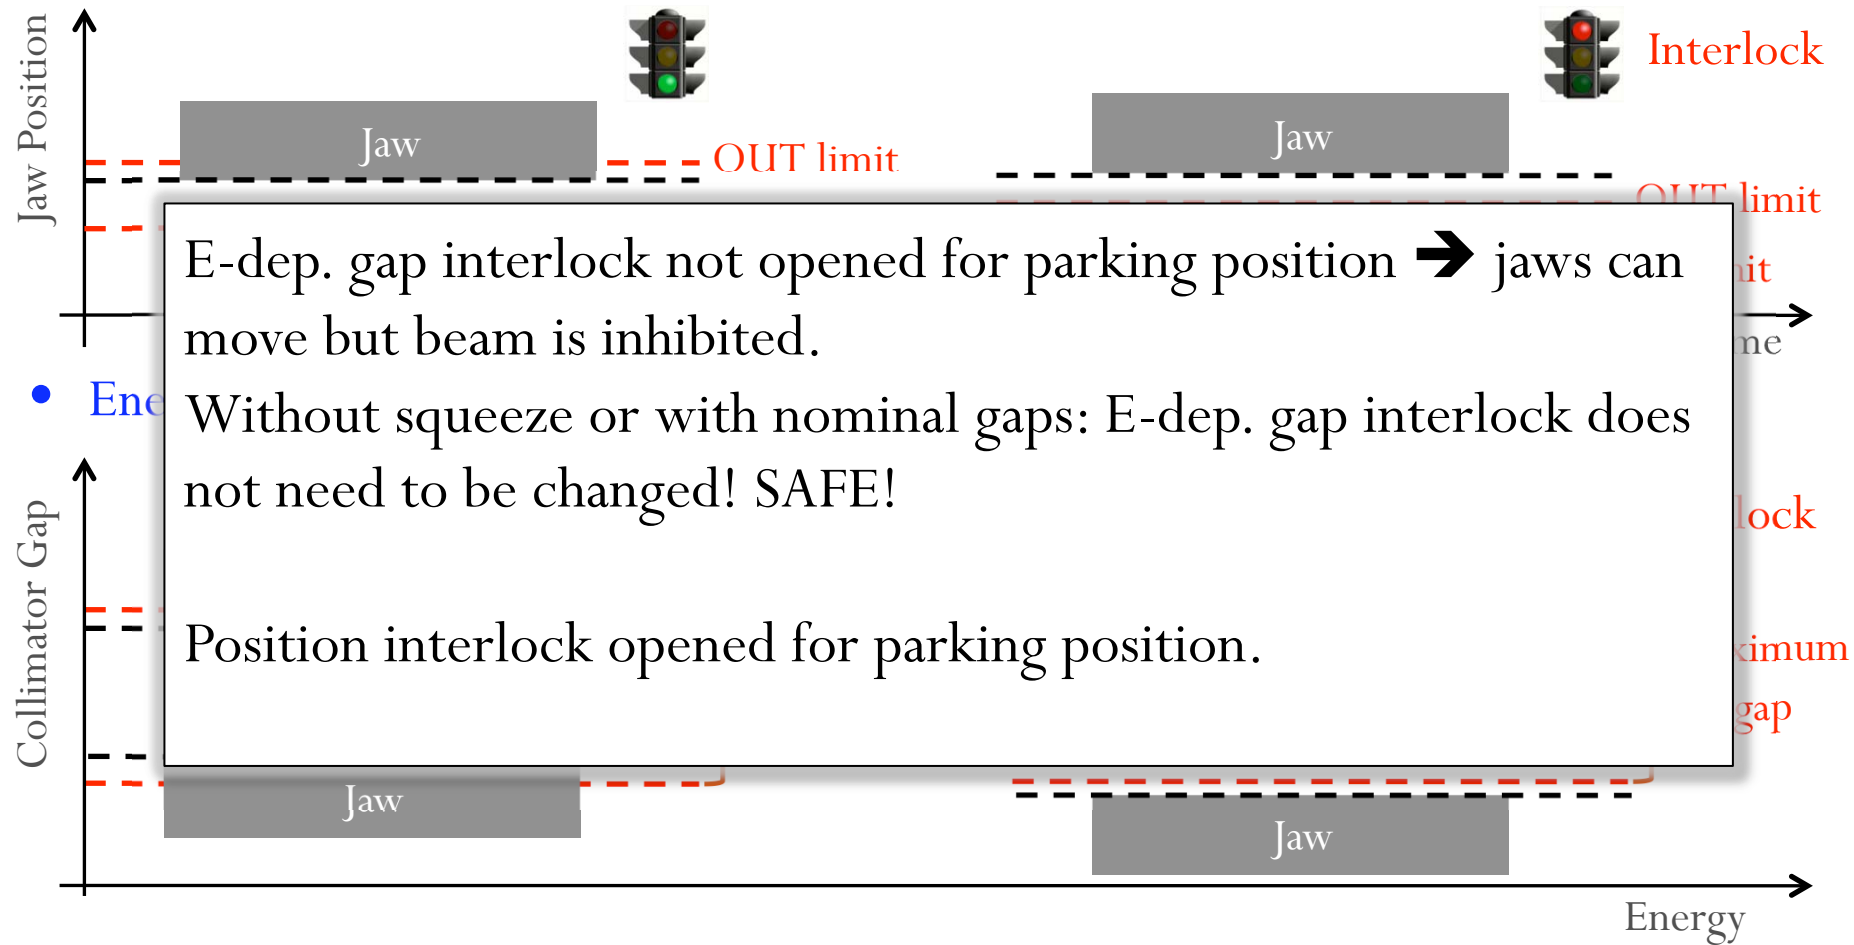 Jaw Position
Interlock
Jaw
Jaw
OUT limit
OUT limit
E-dep. gap interlock not opened for parking position ➔ jaws can
move but beam is inhibited.
Without squeeze or with nominal gaps: E-dep. gap interlock does
not need to be changed! SAFE!
Position interlock opened for parking position.
Collimator Gap
gap
Jaw
Jaw
Energy